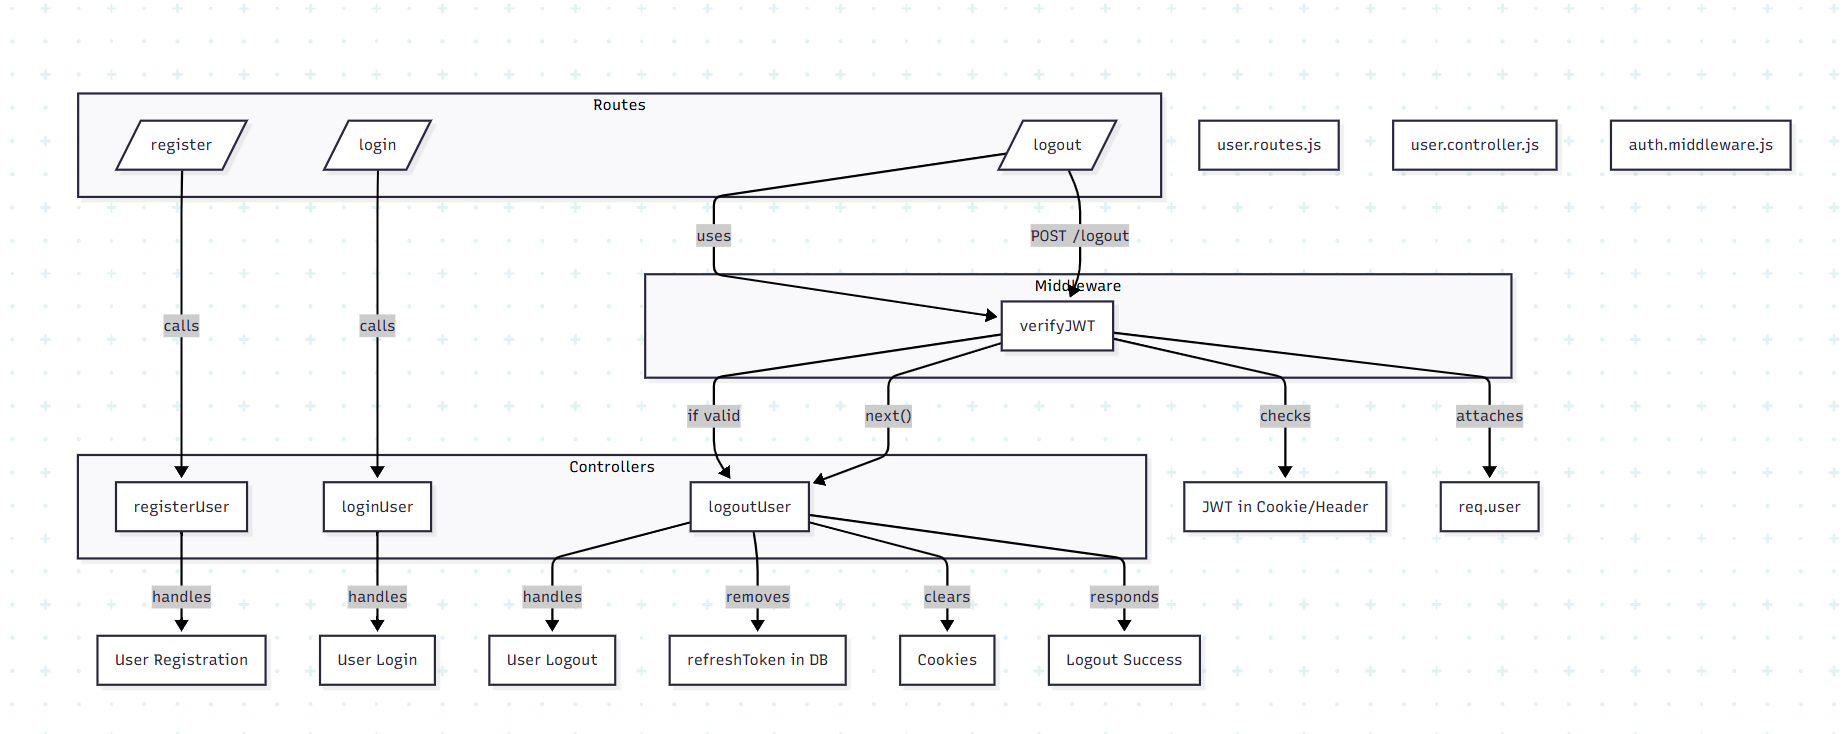 Routes
register
login
logout
user.routes.js
user.controller.js
auth.middleware.js
uses
POST /logout
Middleware
verifyJWT
calls
calls
if valid
next()
checks
attaches
Controllers
registerUser
loginUser
logoutUser
JWT in Cookie/Header
req.user
handles
handles
handles
removes
clears
responds
User Registration
User Login
User Logout
refreshToken in DB
Cookies
Logout Success